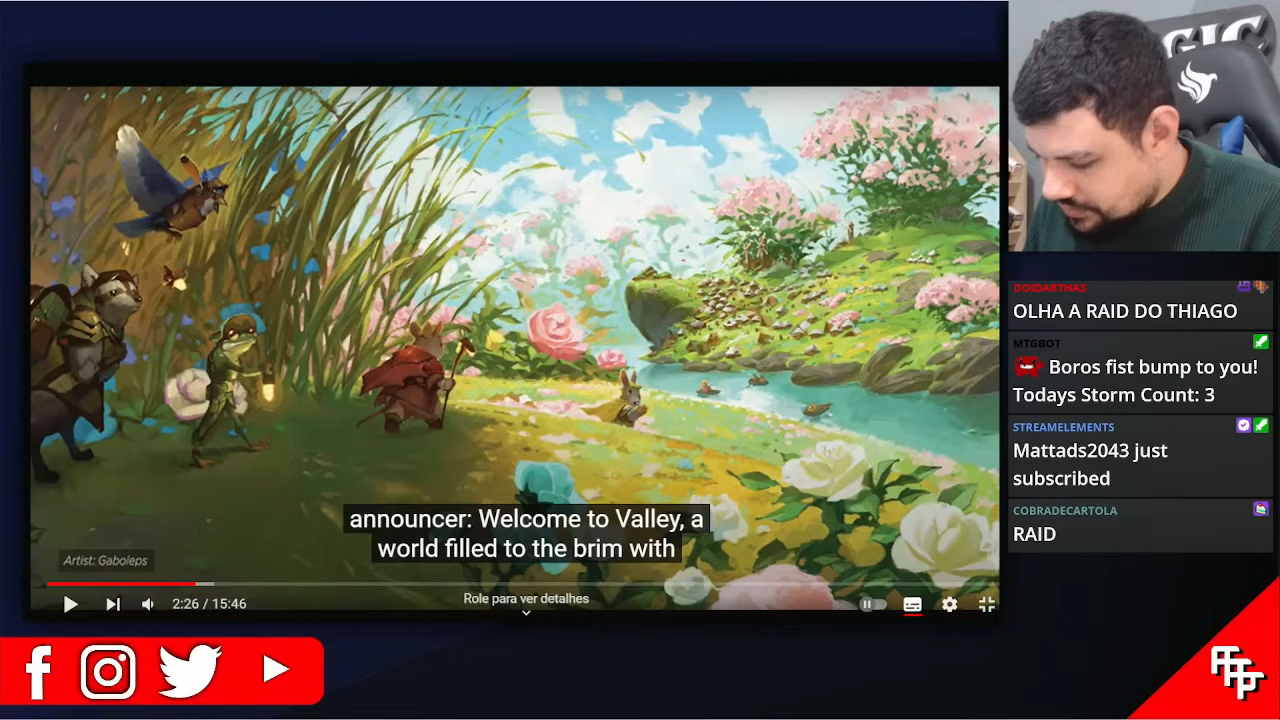 GIC
announcer: Welcome to Valley, a
world filled to the brim with
Artist: Gaboleps
2:26 / 15:46
Role para ver detalhes
DOIDARTHAS
OLHA A RAID DO THIAGO
MTGBOT
Boros fist bump to you!
Todays Storm Count: 3
STREAMELEMENTS
Mattads2043 just
subscribed
COBRADECARTOLA
RAID
f